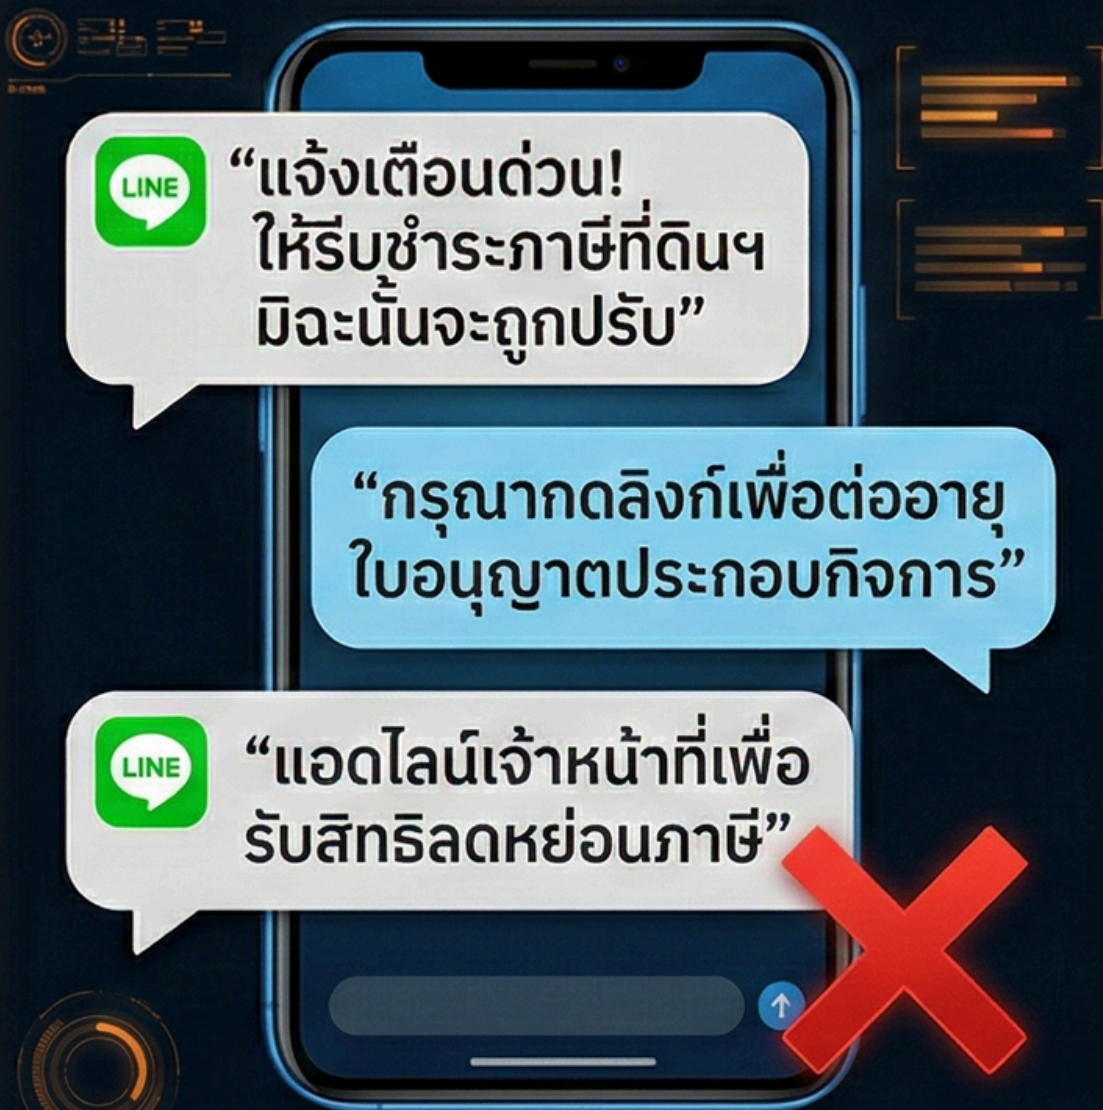 LINE
“แจ้งเตือนด่วน!
ให้รีบชำระภาษีที่ดินฯ
มิฉะนั้นจะถูกปรับ”
“กรุณากดลิงก์เพื่อต่ออายุ
ใบอนุญาตประกอบกิจการ”
LINE
“แอดไลน์เจ้าหน้าที่เพื่อ
รับสิทธิลดหย่อนภาษี”